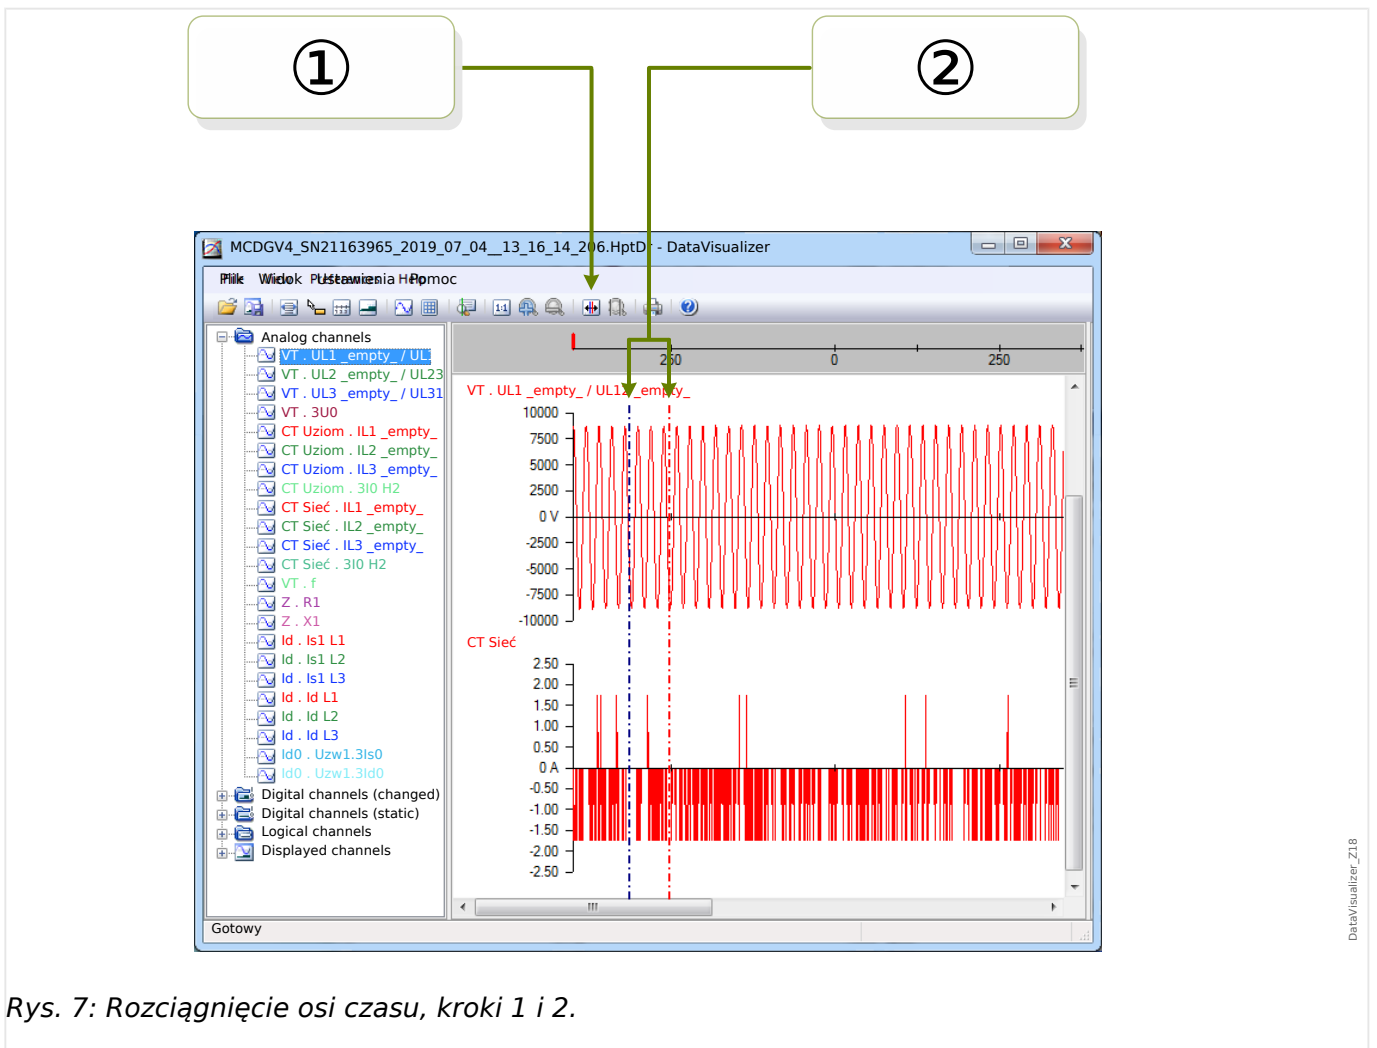 ①
②
MCDGV4_SN21163965_2019_07_04__13_16_14_206.HptDr - DataVisualizer
Plik Widok Ustawienia Pomoc
1:1
Analog channels
VT . UL1 _empty_ / UL1
VT . UL2 _empty_ / UL23
VT . UL3 _empty_ / UL31
VT . 3U0
CT Uziom . IL1 _empty_
CT Uziom . IL2 _empty_
CT Uziom . IL3 _empty_
CT Uziom . 3I0 H2
CT Sieć . IL1 _empty_
CT Sieć . IL2 _empty_
CT Sieć . IL3 _empty_
CT Sieć . 3I0 H2
VT . f
Z . R1
Z . X1
Id . Is1 L1
Id . Is1 L2
Id . Is1 L3
Id . Id L1
Id . Id L2
Id . Id L3
Id0 . Uzw1.3Is0
Id0 . Uzw1.3Id0
Digital channels (changed)
Digital channels (static)
Logical channels
Displayed channels
250 0 250
VT . UL1 _empty_ / UL12 _empty_
10000
7500
5000
2500
0 V
-2500
-5000
-7500
-10000
CT Sieć
2.50
2.00
1.50
1.00
0.50
0 A
-0.50
-1.00
-1.50
-2.00
-2.50
Gotowy
DataVisualizer_Z18
Rys. 7: Rozciągnięcie osi czasu, kroki 1 i 2.